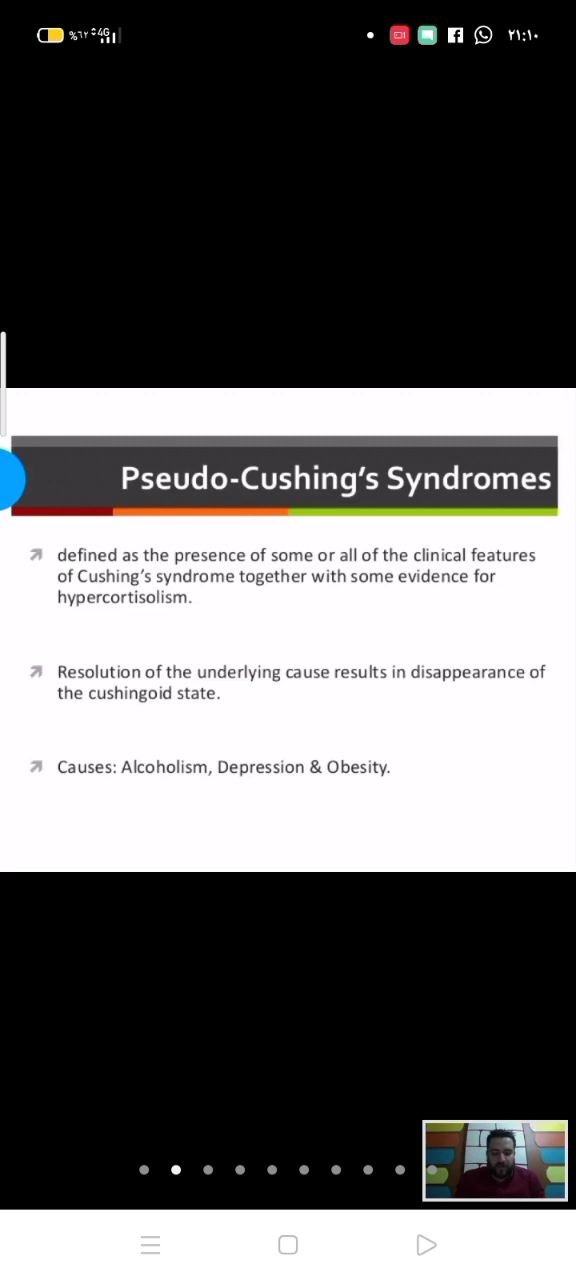 %٦٢ 4G ٢١:١٠
Pseudo-Cushing's Syndromes
defined as the presence of some or all of the clinical features
of Cushing's syndrome together with some evidence for
hypercortisolism.
Resolution of the underlying cause results in disappearance of
the cushingoid state.
Causes: Alcoholism, Depression & Obesity.